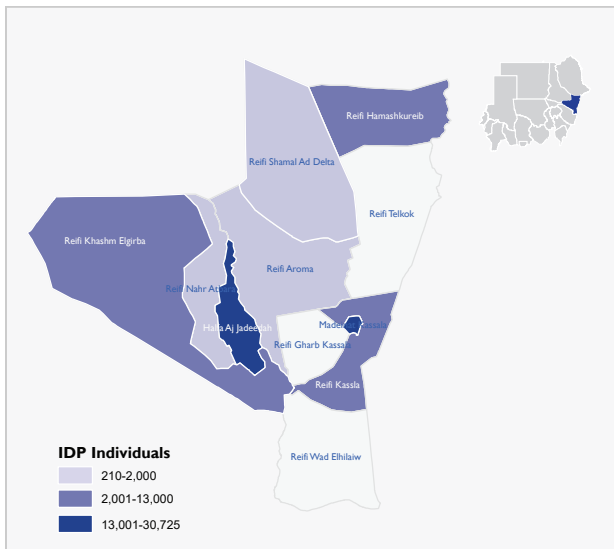 Reifi Hamashkureib
Reifi Shamal Ad Delta
Reifi Telkok
Reifi Khashm Elgirba
Reifi Aroma
Reifi Nahr Atbara
Halfa Aj Jadeedah
Madeinat Kassala
Reifi Gharb Kassala
Reifi Kassla
Reifi Wad Elhilaiw
IDP Individuals
210-2,000
2,001-13,000
13,001-30,725